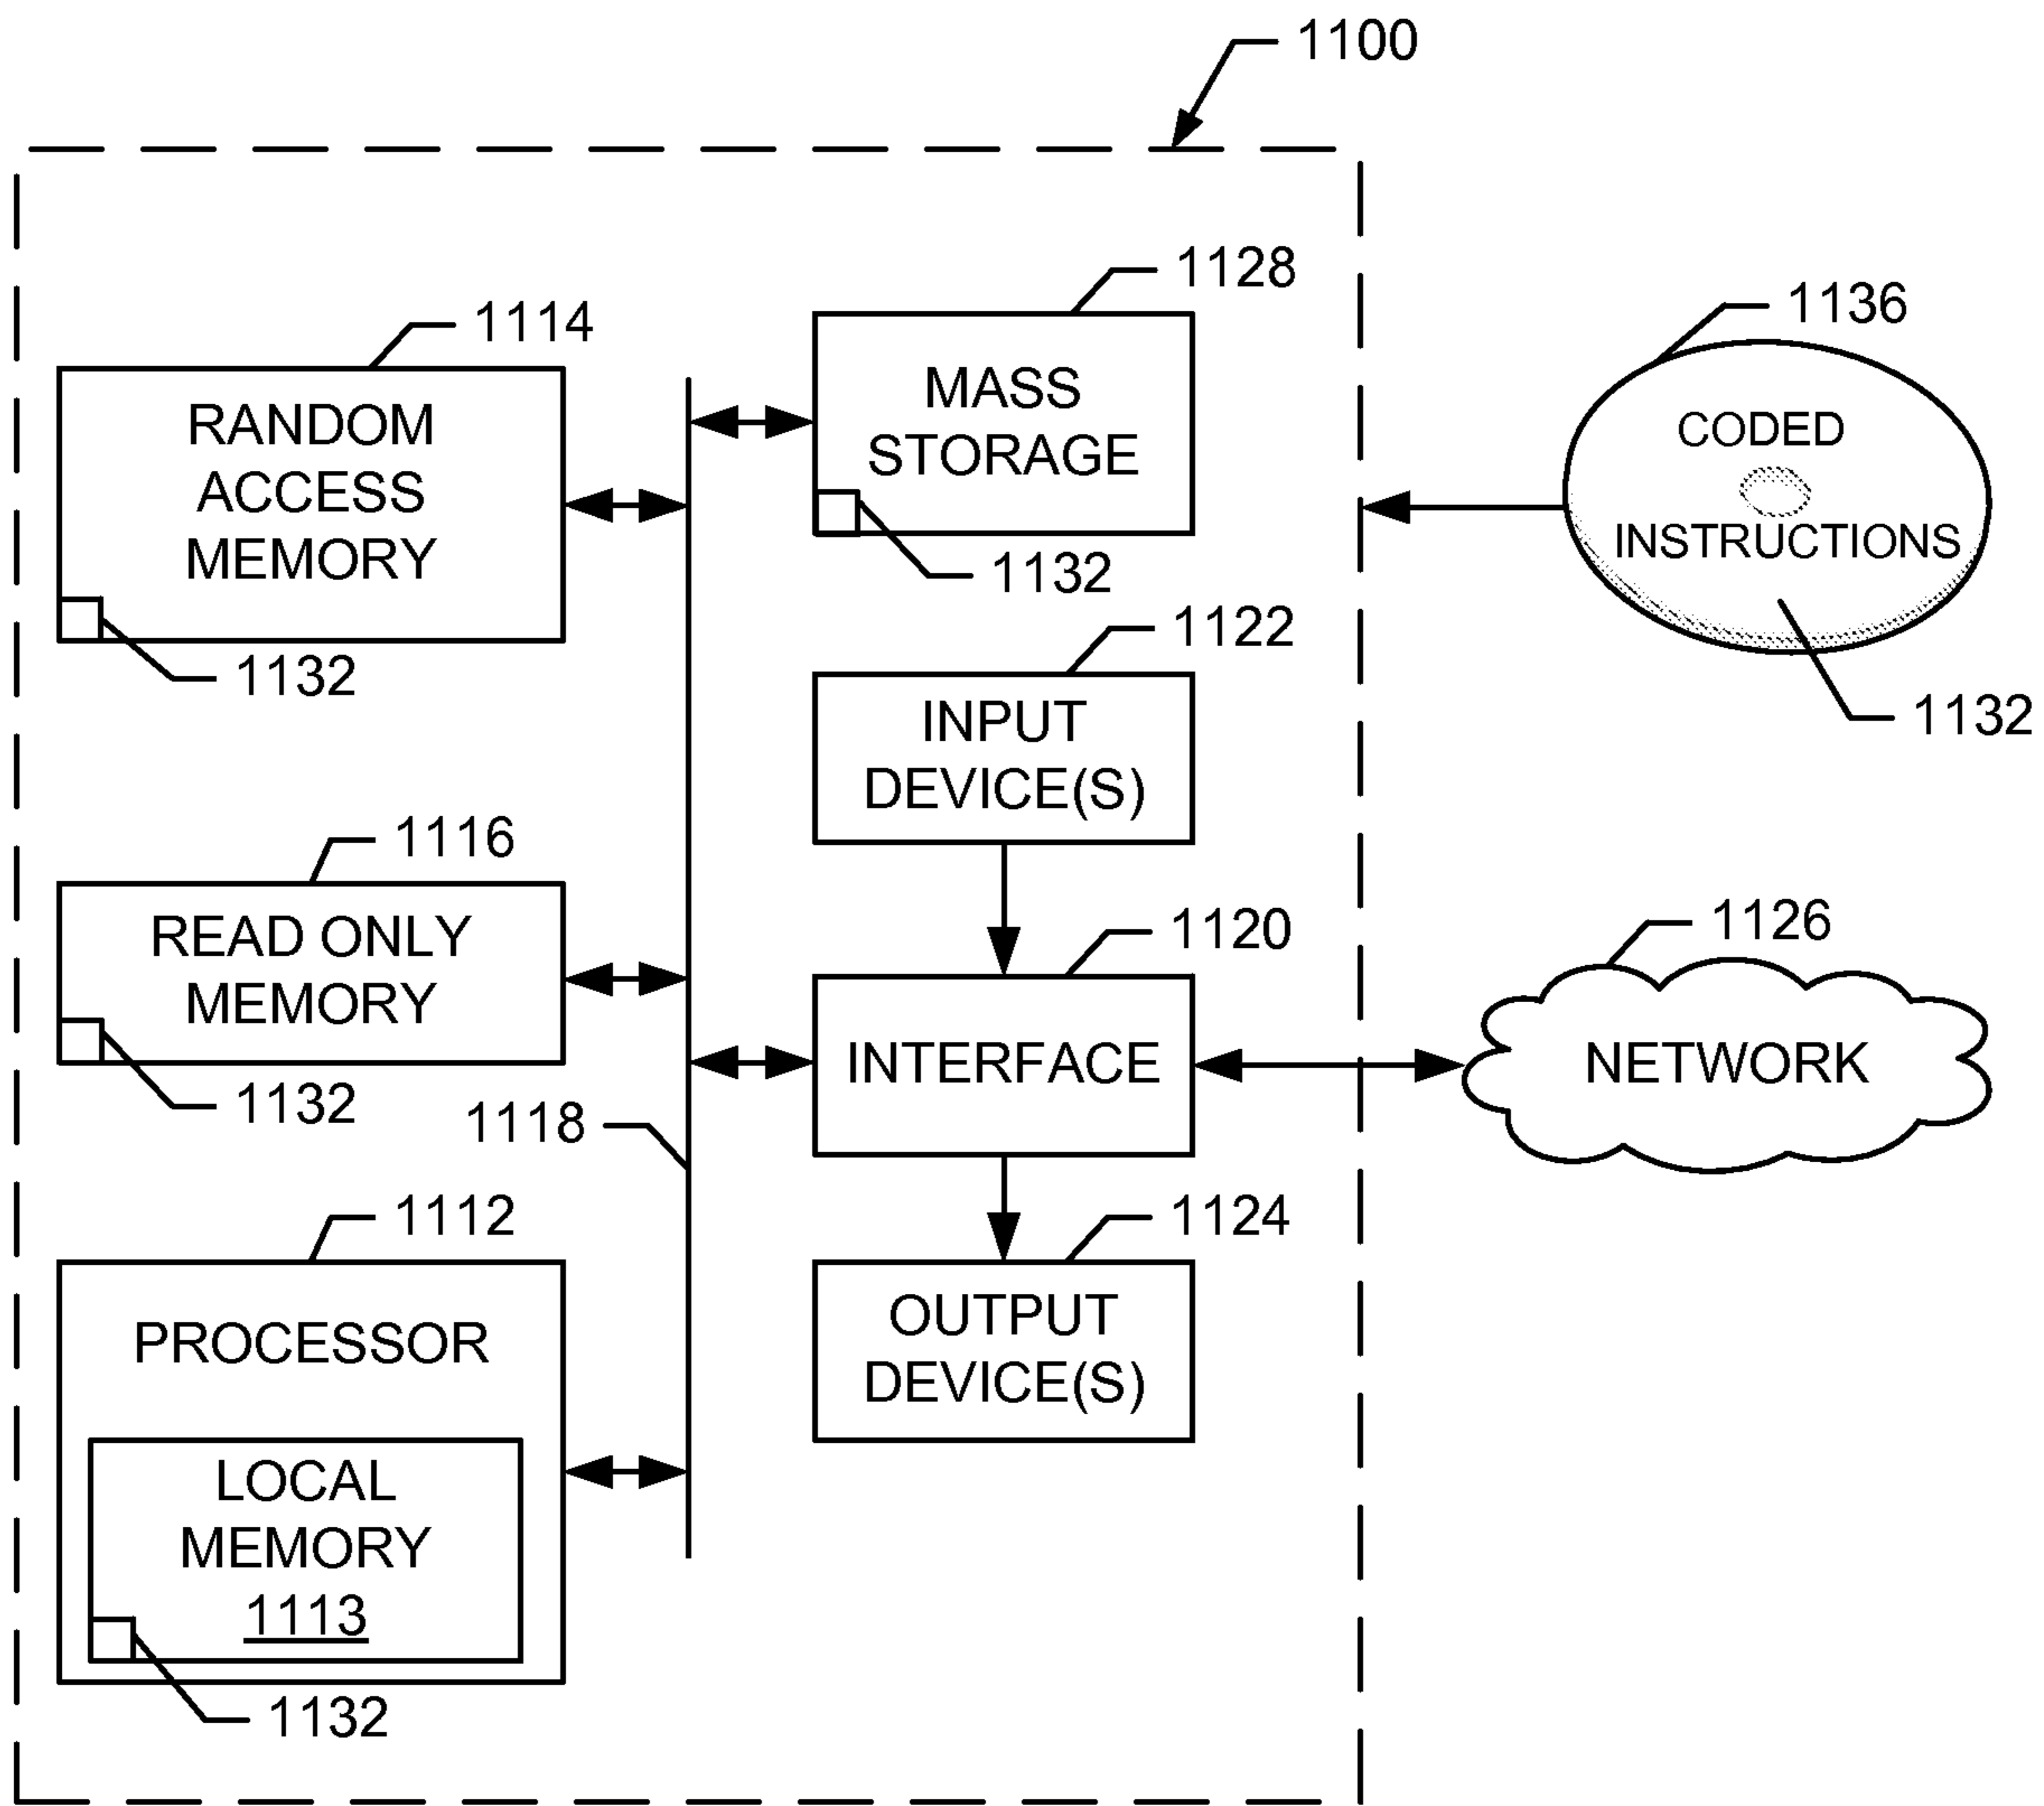 1100
1128
MASS
STORAGE
1132
1114
RANDOM
ACCESS
MEMORY
1132
1136
CODED
INSTRUCTIONS
1132
1122
INPUT
DEVICE(S)
1116
READ ONLY
MEMORY
1132
1120
INTERFACE
1126
NETWORK
1118
1112
PROCESSOR
LOCAL
MEMORY
1113
1132
1124
OUTPUT
DEVICE(S)